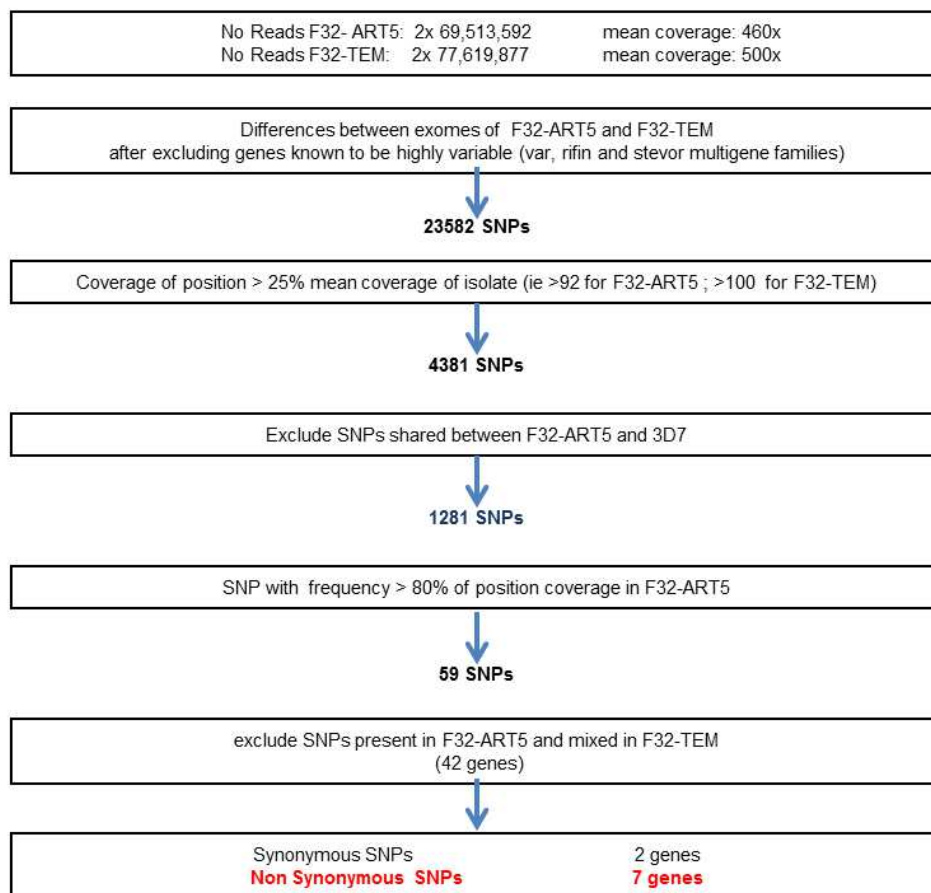 No Reads F32- ART5: 2x 69,513,592 mean coverage: 460x
No Reads F32-TEM: 2x 77,619,877 mean coverage: 500x
Differences between exomes of F32-ART5 and F32-TEM
after excluding genes known to be highly variable (var, rifin and stevor multigene families)
23582 SNPs
Coverage of position > 25% mean coverage of isolate (ie >92 for F32-ART5 ; >100 for F32-TEM)
4381 SNPs
Exclude SNPs shared between F32-ART5 and 3D7
1281 SNPs
SNP with frequency > 80% of position coverage in F32-ART5
59 SNPs
exclude SNPs present in F32-ART5 and mixed in F32-TEM
(42 genes)
Synonymous SNPs 2 genes
Non Synonymous SNPs 7 genes